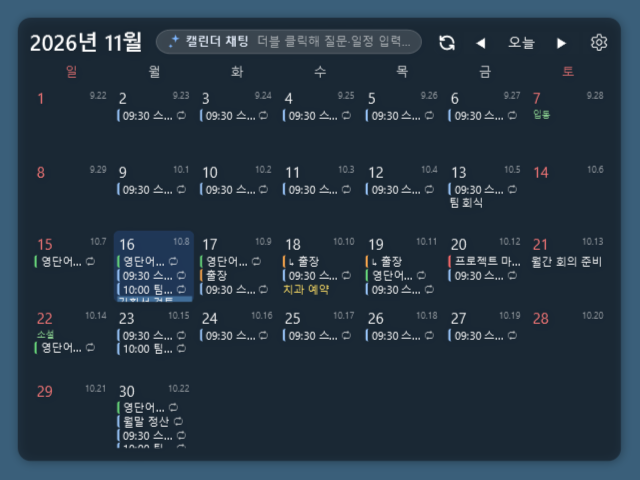 2026년 11월 캘린더 채팅 더블 클릭해 질문·일정 입력... 오늘
일 월 화 수 목 금 토
1 9.22 2 9.23 3 9.24 4 9.25 5 9.26 6 9.27 7 9.28
09:30 스... 09:30 스... 09:30 스... 09:30 스... 09:30 스... 입동
8 9.29 9 10.1 10 10.2 11 10.3 12 10.4 13 10.5 14 10.6
09:30 스... 09:30 스... 09:30 스... 09:30 스... 09:30 스...
팀 회식
15 10.7 16 10.8 17 10.9 18 10.10 19 10.11 20 10.12 21 10.13
영단어... 영단어... 영단어... ↳ 출장 ↳ 출장 프로젝트 마... 월간 회의 준비
09:30 스... 출장 09:30 스... 영단어... 09:30 스...
10:00 팀... 09:30 스... 치과 예약 09:30 스...
22 10.14 23 10.15 24 10.16 25 10.17 26 10.18 27 10.19 28 10.20
소설 09:30 스... 09:30 스... 09:30 스... 09:30 스... 09:30 스...
영단어... 10:00 팀...
29 10.21 30 10.22
영단어...
월말 정산
09:30 스...
10:00 팀...